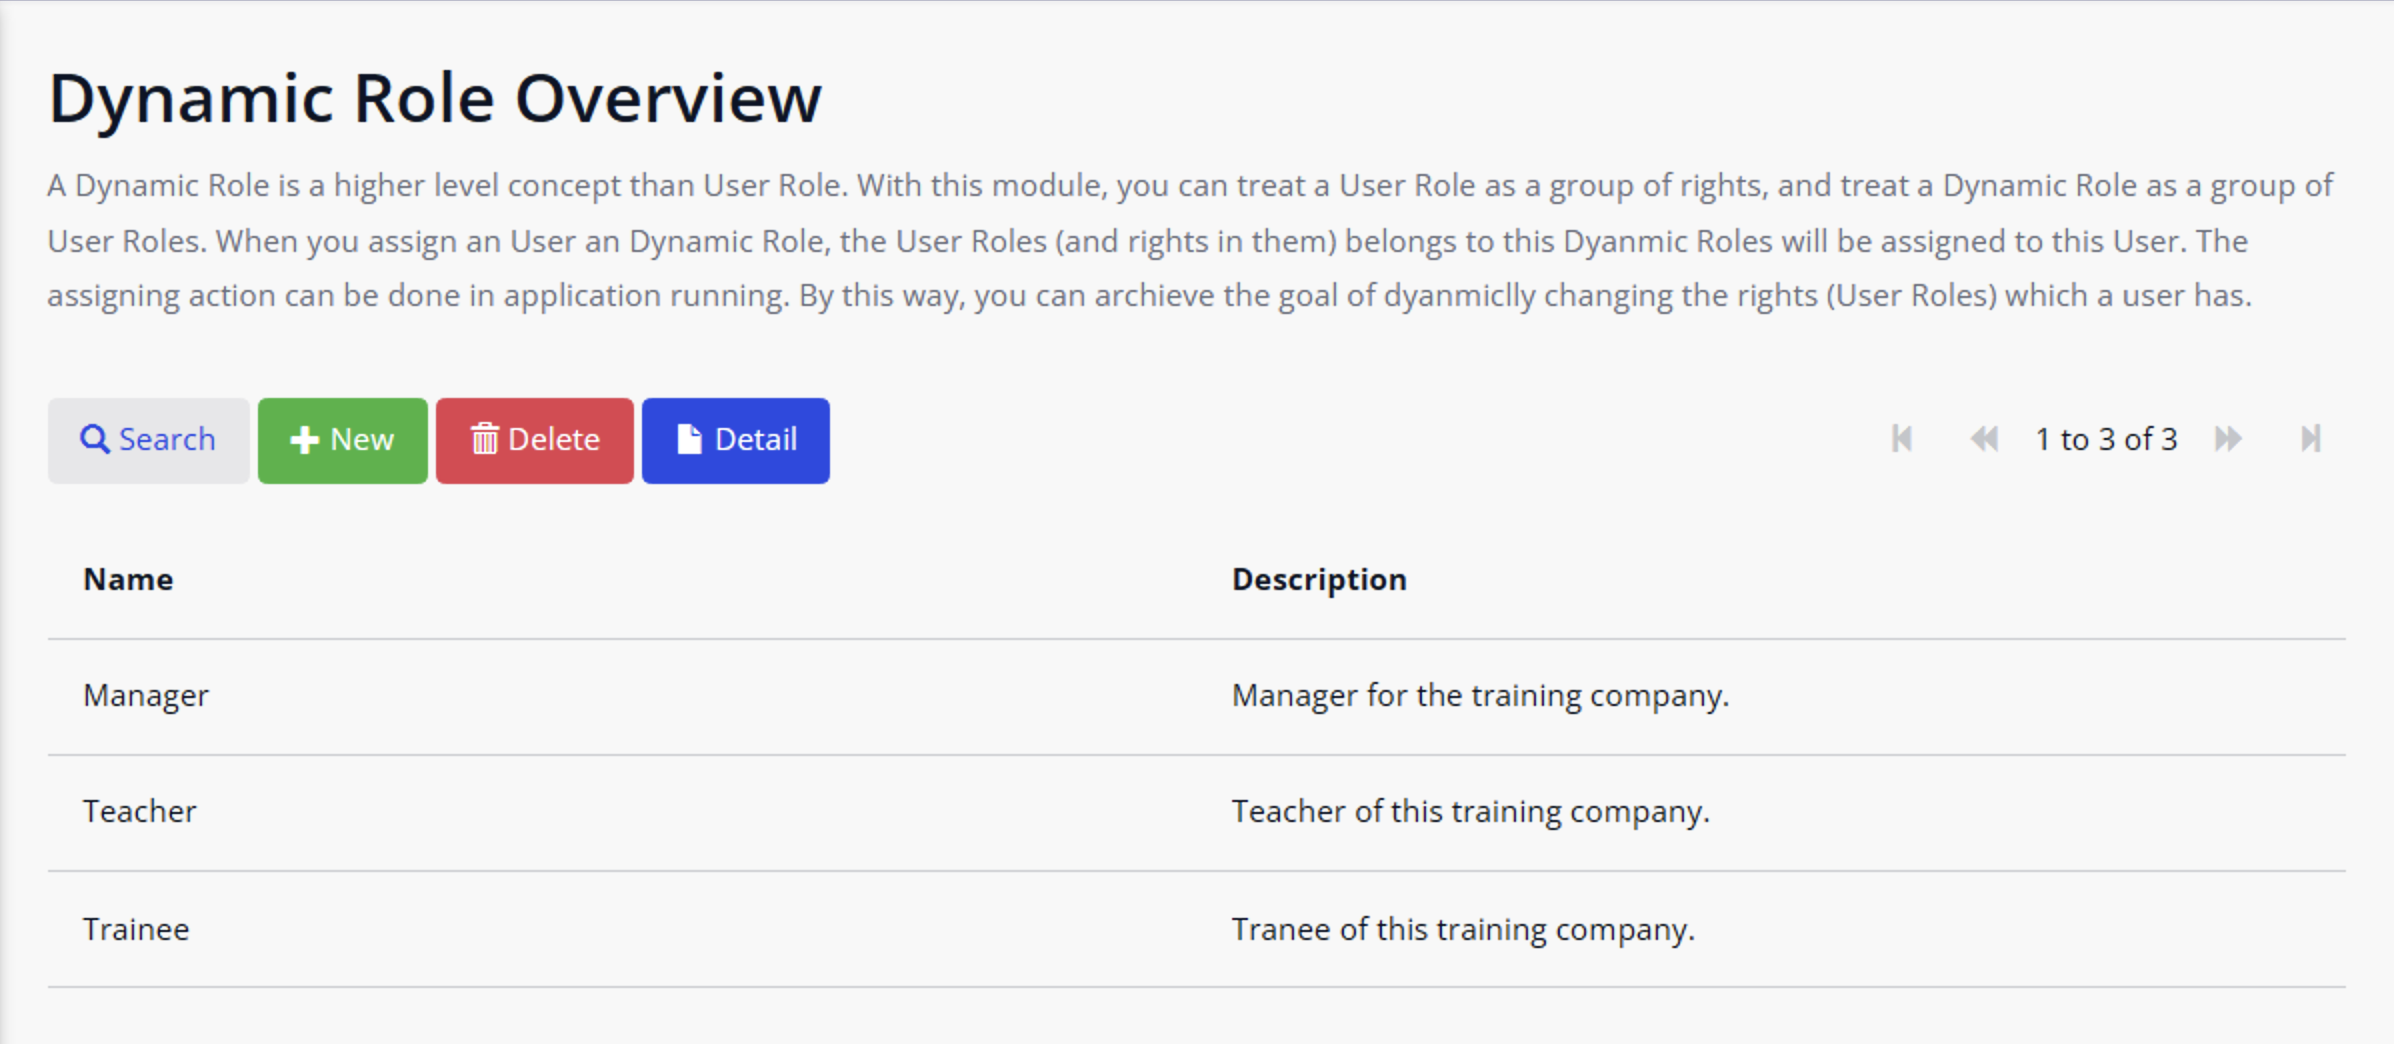 Dynamic Role Overview
A Dynamic Role is a higher level concept than User Role. With this module, you can treat a User Role as a group of rights, and treat a Dynamic Role as a group of
User Roles. When you assign an User an Dynamic Role, the User Roles (and rights in them) belongs to this Dyanmic Roles will be assigned to this User. The
assigning action can be done in application running. By this way, you can archieve the goal of dyanmiclly changing the rights (User Roles) which a user has.
Search New Delete Detail 1 to 3 of 3
Name Description
Manager Manager for the training company.
Teacher Teacher of this training company.
Trainee Tranee of this training company.